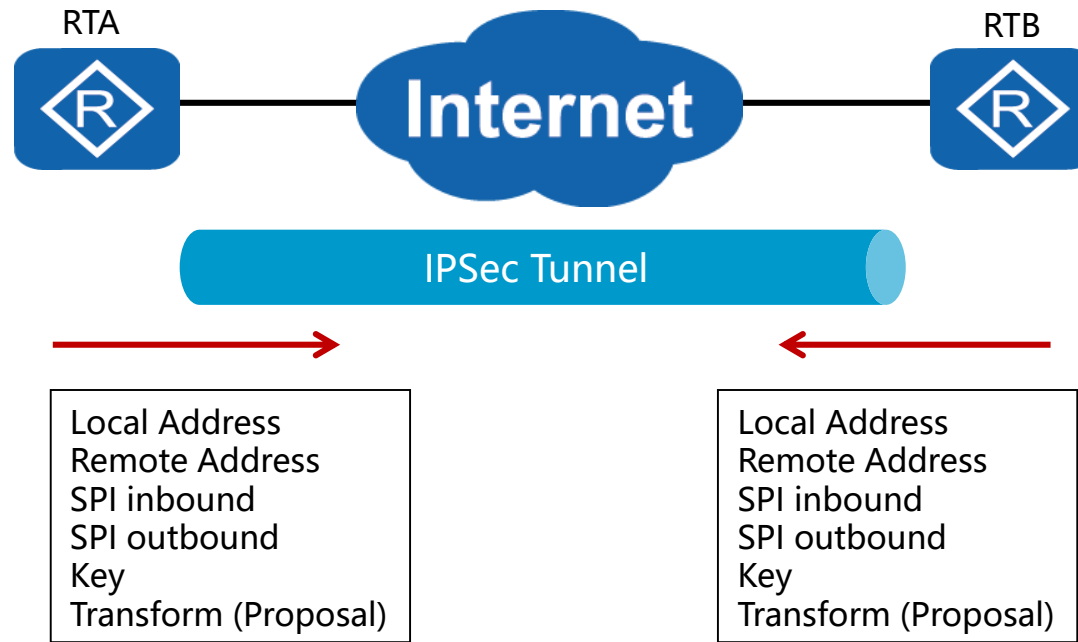 RTA
RTB
R
Internet
R
IPSec Tunnel
Local Address
Remote Address
SPI inbound
SPI outbound
Key
Transform (Proposal)
Local Address
Remote Address
SPI inbound
SPI outbound
Key
Transform (Proposal)